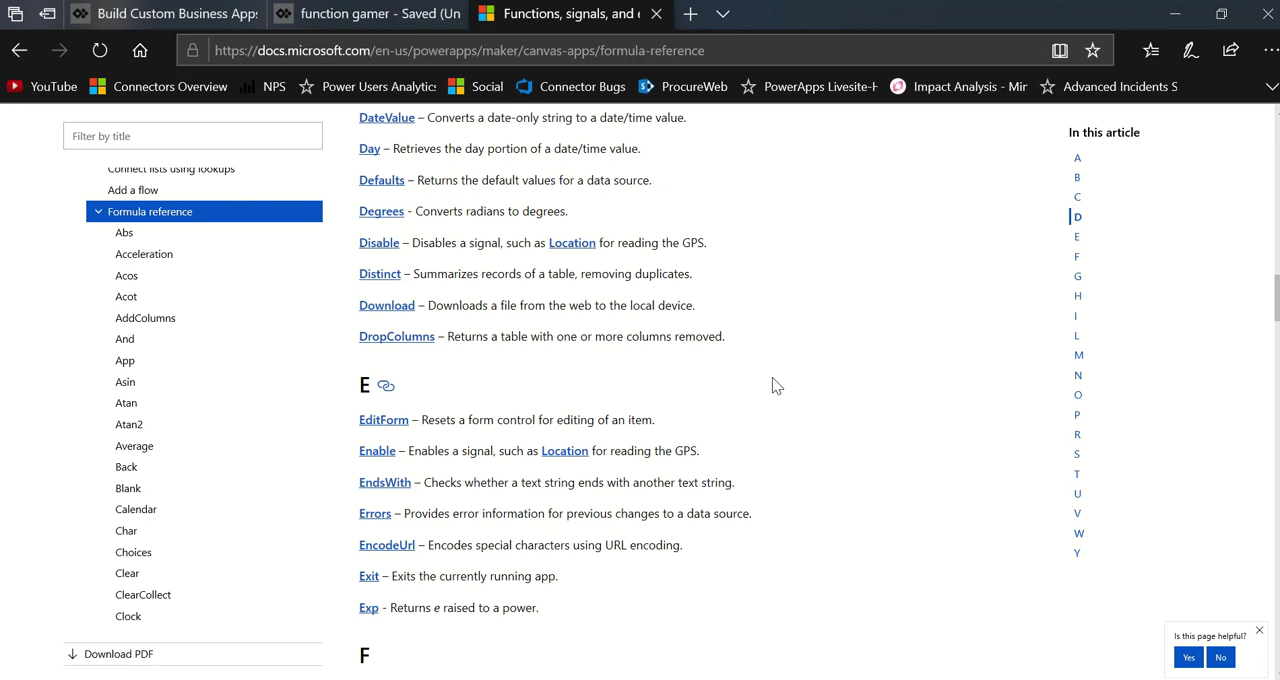 Build Custom Business Apps
function gamer - Saved (Un
Functions, signals, and e
https://docs.microsoft.com/en-us/powerapps/maker/canvas-apps/formula-reference
YouTube
Connectors Overview
NPS
Power Users Analytics
Social
Connector Bugs
ProcureWeb
PowerApps Livesite-H
Impact Analysis - Mir
Advanced Incidents S
Filter by title
Connect lists using lookups
Add a flow
Formula reference
Abs
Acceleration
Acos
Acot
AddColumns
And
App
Asin
Atan
Atan2
Average
Back
Blank
Calendar
Char
Choices
Clear
ClearCollect
Clock
Download PDF
DateValue – Converts a date-only string to a date/time value.
Day – Retrieves the day portion of a date/time value.
Defaults – Returns the default values for a data source.
Degrees - Converts radians to degrees.
Disable – Disables a signal, such as Location for reading the GPS.
Distinct – Summarizes records of a table, removing duplicates.
Download – Downloads a file from the web to the local device.
DropColumns – Returns a table with one or more columns removed.
E
EditForm – Resets a form control for editing of an item.
Enable – Enables a signal, such as Location for reading the GPS.
EndsWith – Checks whether a text string ends with another text string.
Errors – Provides error information for previous changes to a data source.
EncodeUrl – Encodes special characters using URL encoding.
Exit – Exits the currently running app.
Exp - Returns e raised to a power.
F
In this article
A
B
C
D
E
F
G
H
I
L
M
N
O
P
R
S
T
U
V
W
Y
Is this page helpful?
Yes
No